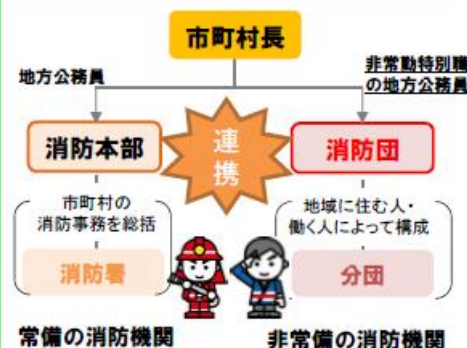 市町村長
地方公務員
非常勤特別職
の地方公務員
消防本部
連携
消防団
市町村の
消防事務を総括
地域に住む人・
働く人によって構成
消防署
分団
常備の消防機関
非常備の消防機関